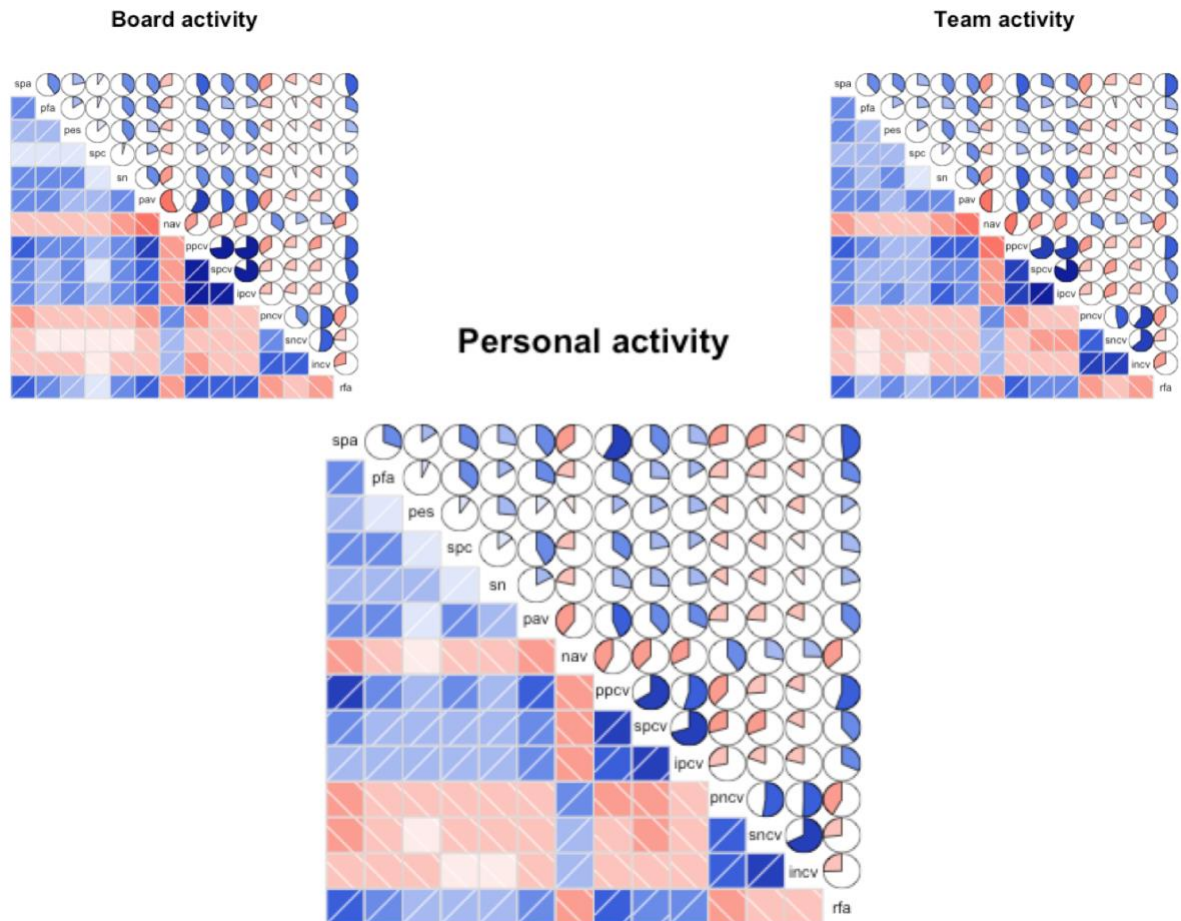 Board activity
spa
pfa
pes
spc
sn
pav
nav
ppcv
spcv
ipcv
pncv
sncv
incv
rfa
Team activity
spa
pfa
pes
spc
sn
pav
nav
ppcv
spcv
ipcv
pncv
sncv
incv
rfa
Personal activity
spa
pfa
pes
spc
sn
pav
nav
ppcv
spcv
ipcv
pncv
sncv
incv
rfa